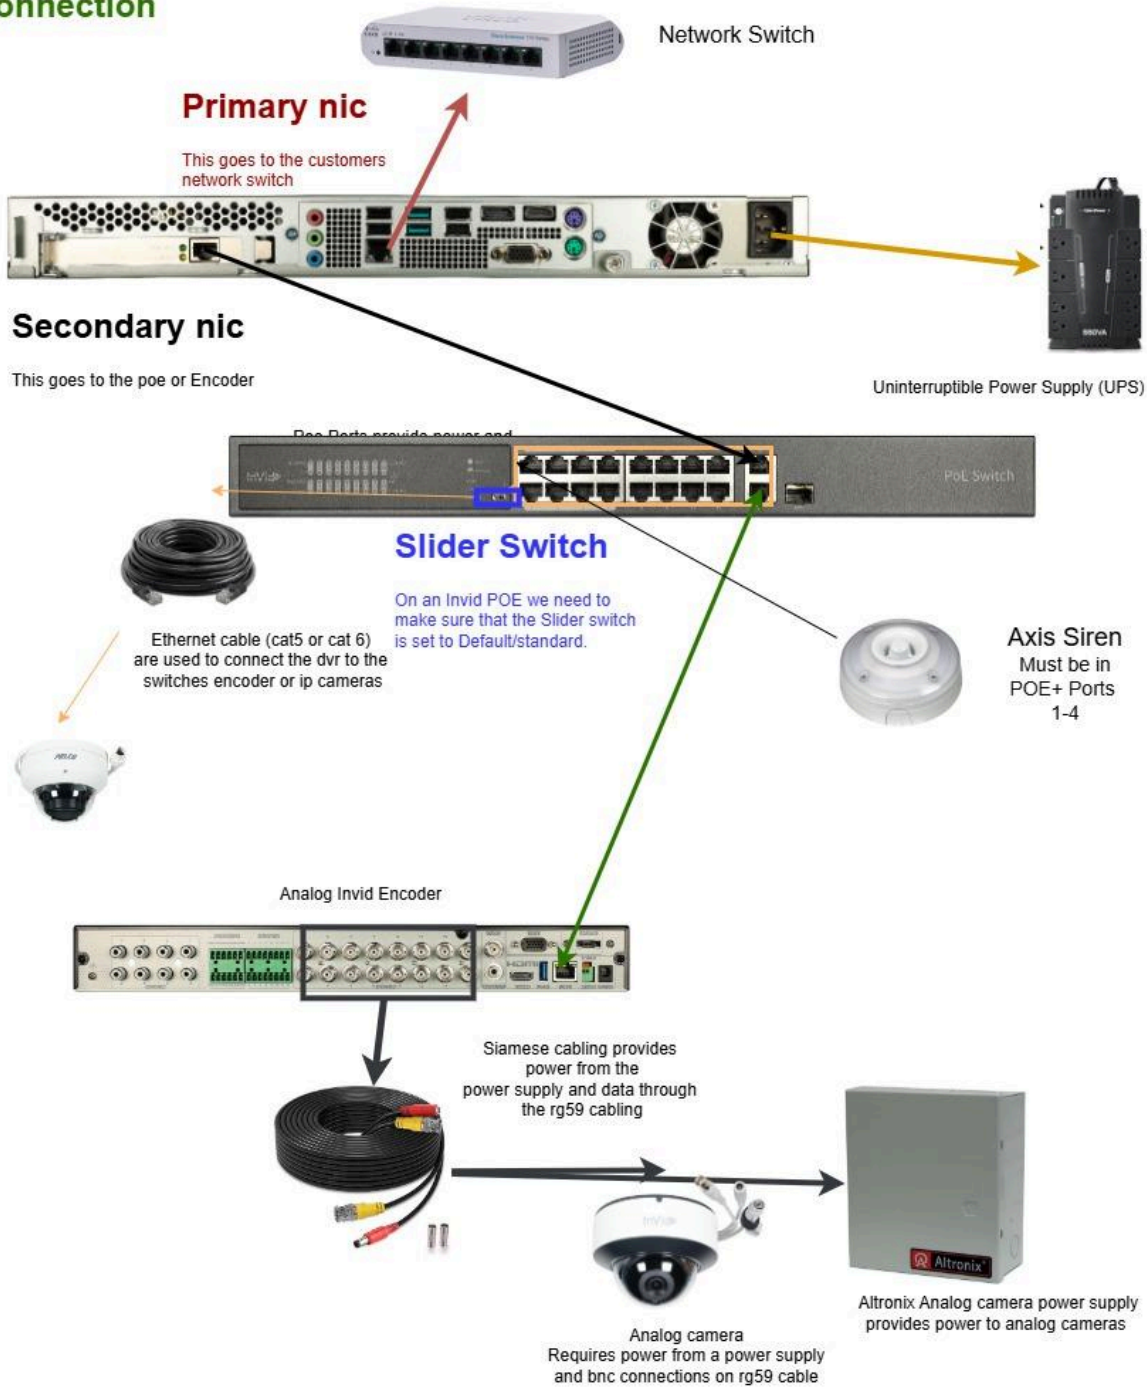 onnection
Network Switch
Primary nic
This goes to the customers
network switch
Secondary nic
This goes to the poe or Encoder
550VA
Uninterruptible Power Supply (UPS)
Poe Ports provide power and
PoE Switch
Slider Switch
On an Invid POE we need to
make sure that the Slider switch
is set to Default/standard.
Ethernet cable (cat5 or cat 6)
are used to connect the dvr to the
switches encoder or ip cameras
Axis Siren
Must be in
POE+ Ports
1-4
Analog Invid Encoder
Siamese cabling provides
power from the
power supply and data through
the rg59 cabling
Altronix
Analog camera
Requires power from a power supply
and bnc connections on rg59 cable
Altronix Analog camera power supply
provides power to analog cameras